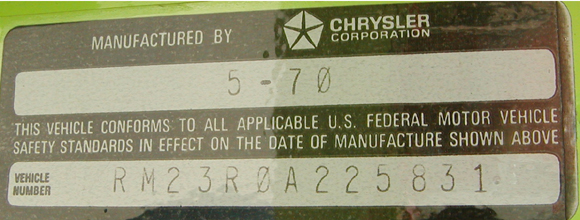 MANUFACTURED BY CHRYSLER CORPORATION
5-70
THIS VEHICLE CONFORMS TO ALL APPLICABLE U.S. FEDERAL MOTOR VEHICLE
SAFETY STANDARDS IN EFFECT ON THE DATE OF MANUFACTURE SHOWN ABOVE
VEHICLE NUMBER RM23R0A225831